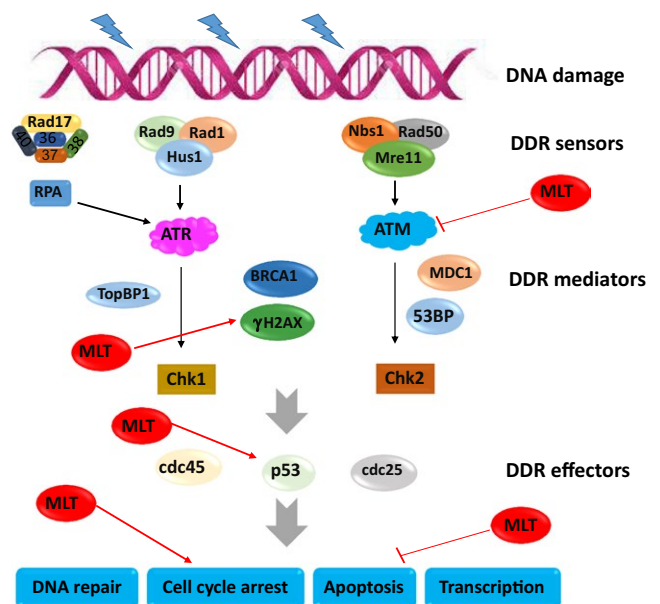 DNA damage
Rad17
40
36
38
37
Rad9
Rad1
Hus1
Nbs1
Rad50
Mre11
DDR sensors
RPA
MLT
ATR
ATM
BRCA1
MDC1
DDR mediators
TopBP1
γH2AX
53BP
MLT
Chk1
Chk2
MLT
cdc45
p53
cdc25
DDR effectors
MLT
MLT
DNA repair
Cell cycle arrest
Apoptosis
Transcription